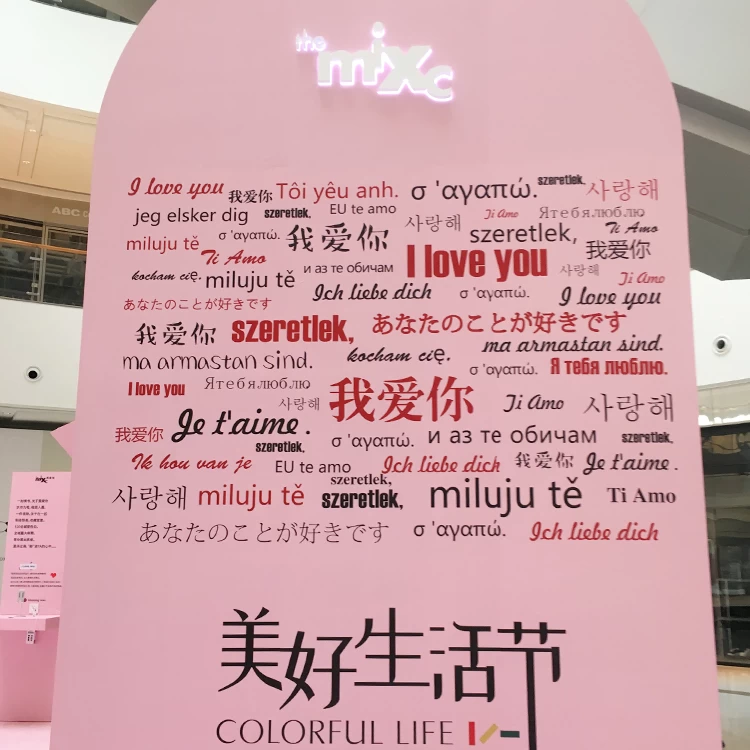 the mixc
I love you 我爱你 Tôi yêu anh. σ 'αγαπώ. szeretlek. 사랑해
jeg elsker dig szeretlek. EU te amo 사랑해 Ti Amo Ятебялюблю
miluju tě σ 'αγαπώ. 我爱你 szeretlek, Ti Amo
Ti Amo I love you 我爱你
kocham cię. miluju tě и аз те обичам 사랑해 Ti Amo
あなたのことが好きです Ich liebe dich σ 'αγαπώ. I love you
我爱你 szeretlek, あなたのことが好きです
ma armastan sind. kocham cię. ma armastan sind.
I love you Ятебялюблю σ 'αγαπώ. Я тебя люблю.
사랑해 我爱你 Ti Amo 사랑해
我爱你 Je t'aime. szeretlek. σ 'αγαπώ. и аз те обичам szeretlek.
Ik hou van je EU te amo Ich liebe dich 我爱你 Je t'aime.
사랑해 miluju tě szeretlek, szeretlek, miluju tě Ti Amo
あなたのことが好きです σ 'αγαπώ. Ich liebe dich
美好生活节
COLORFUL LIFE
ABC